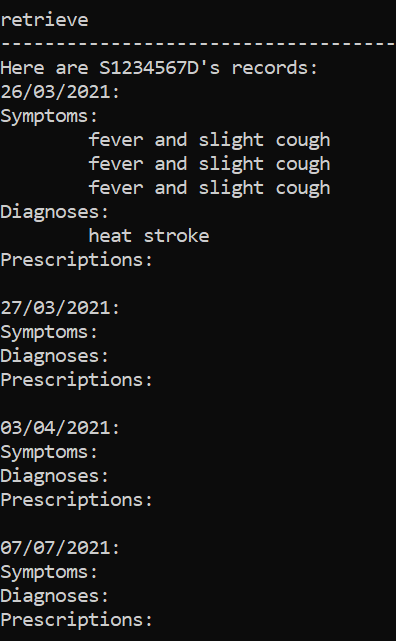 retrieve
------------------------------------
Here are S1234567D's records:
26/03/2021:
Symptoms:
fever and slight cough
fever and slight cough
fever and slight cough
Diagnoses:
heat stroke
Prescriptions:
27/03/2021:
Symptoms:
Diagnoses:
Prescriptions:
03/04/2021:
Symptoms:
Diagnoses:
Prescriptions:
07/07/2021:
Symptoms:
Diagnoses:
Prescriptions: